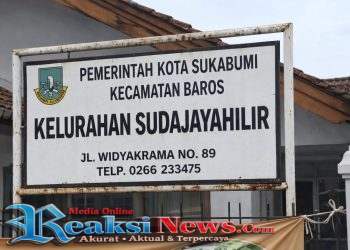 PEMERINTAH KOTA SUKABUMI
KECAMATAN BAROS
KELURAHAN SUDAJAYAHILIR
JL. WIDYAKRAMA NO. 89
TELP. 0266 233475
Media Online
ReaksiNews.com
Akurat - Aktual & Terpercaya